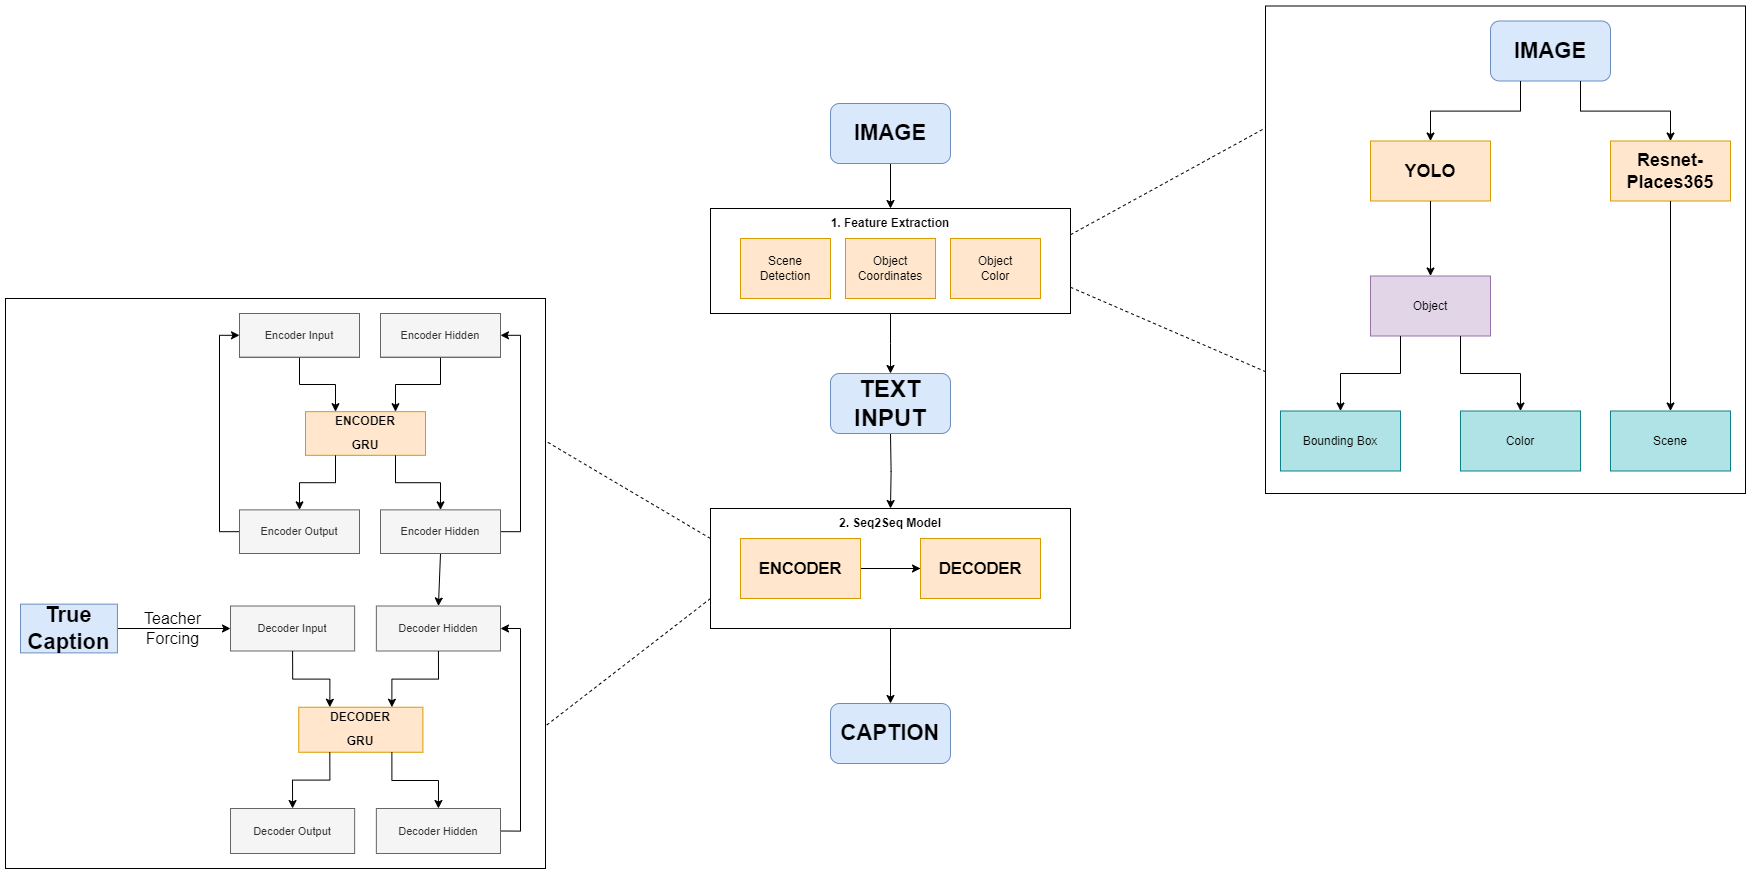 IMAGE
1. Feature Extraction
Scene
Detection
Object
Coordinates
Object
Color
TEXT
INPUT
2. Seq2Seq Model
ENCODER
DECODER
CAPTION
IMAGE
YOLO
Resnet-
Places365
Object
Bounding Box
Color
Scene
Encoder Input
Encoder Hidden
ENCODER
GRU
Encoder Output
Encoder Hidden
True
Caption
Teacher
Forcing
Decoder Input
Decoder Hidden
DECODER
GRU
Decoder Output
Decoder Hidden